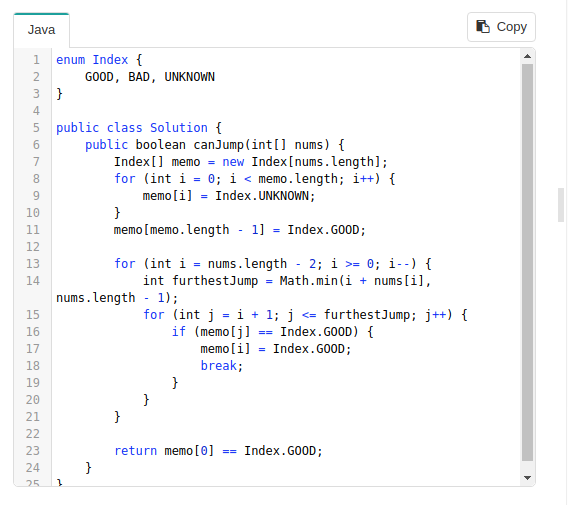 Java
Copy
1 enum Index {
2     GOOD, BAD, UNKNOWN
3 }
4
5 public class Solution {
6     public boolean canJump(int[] nums) {
7         Index[] memo = new Index[nums.length];
8         for (int i = 0; i < memo.length; i++) {
9             memo[i] = Index.UNKNOWN;
10         }
11         memo[memo.length - 1] = Index.GOOD;
12
13         for (int i = nums.length - 2; i >= 0; i--) {
14             int furthestJump = Math.min(i + nums[i],
nums.length - 1);
15             for (int j = i + 1; j <= furthestJump; j++) {
16                 if (memo[j] == Index.GOOD) {
17                     memo[i] = Index.GOOD;
18                     break;
19                 }
20             }
21         }
22
23         return memo[0] == Index.GOOD;
24     }
25 }